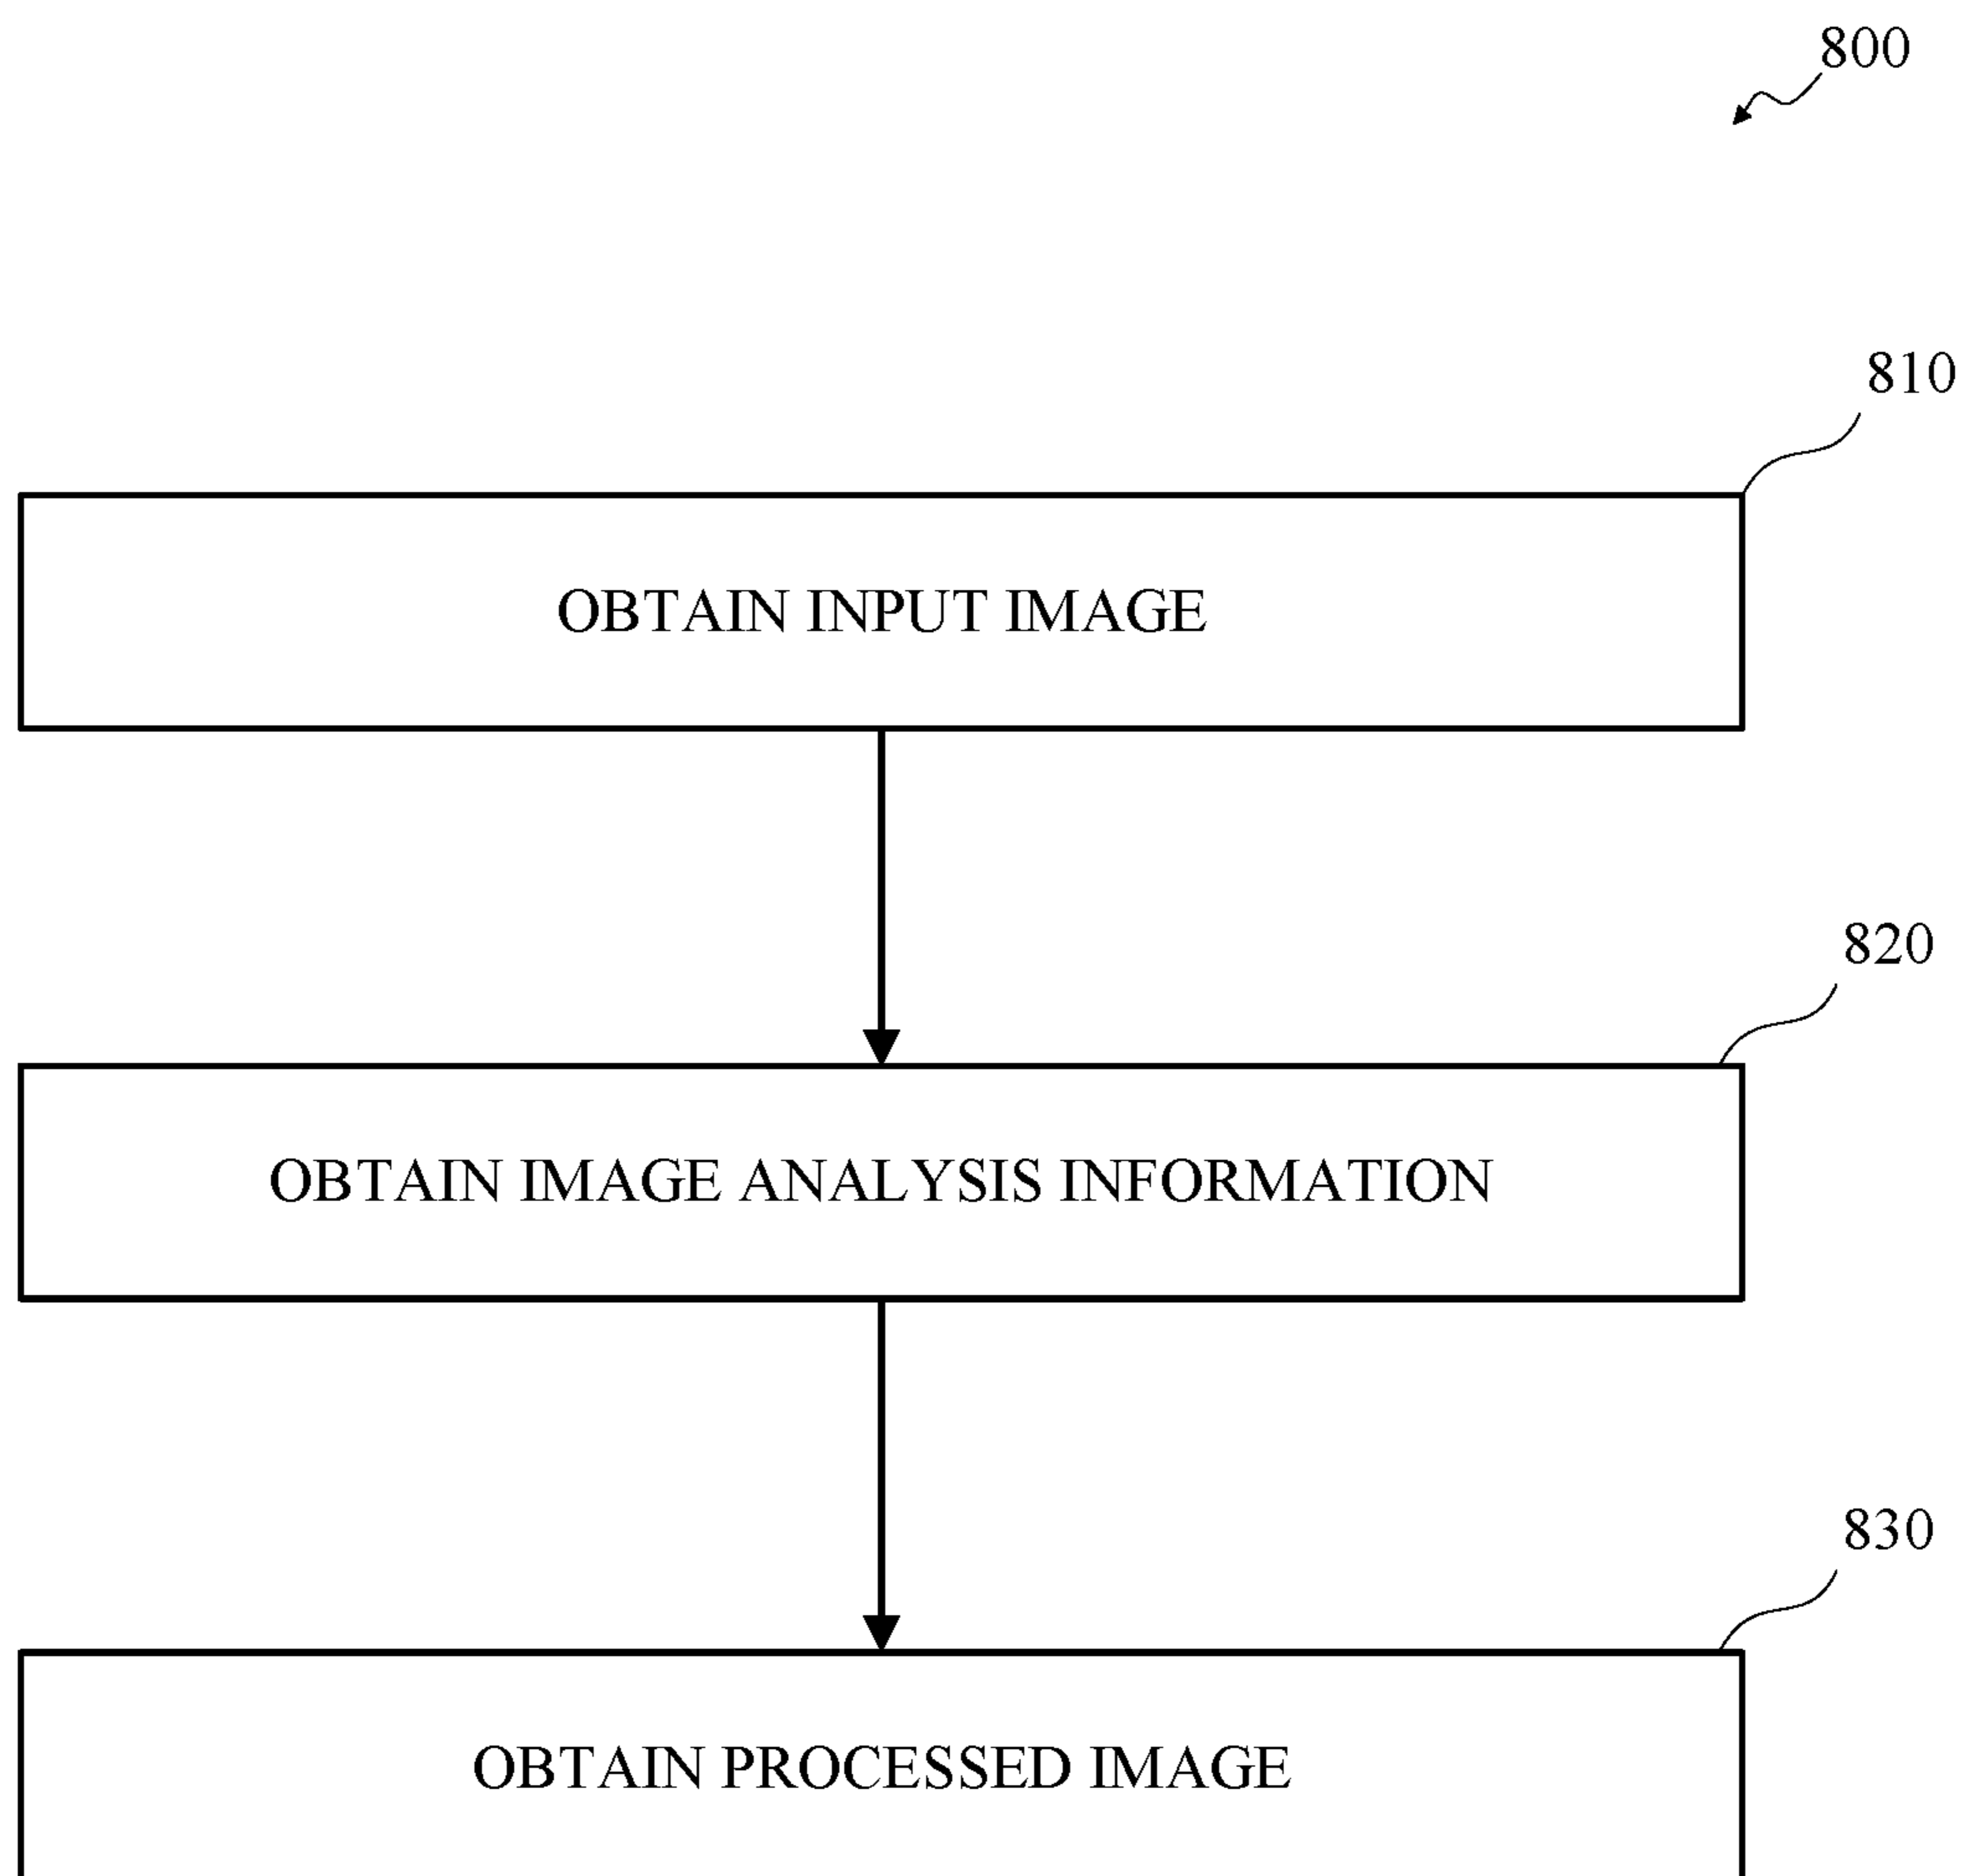 800
810
OBTAIN INPUT IMAGE
820
OBTAIN IMAGE ANALYSIS INFORMATION
830
OBTAIN PROCESSED IMAGE